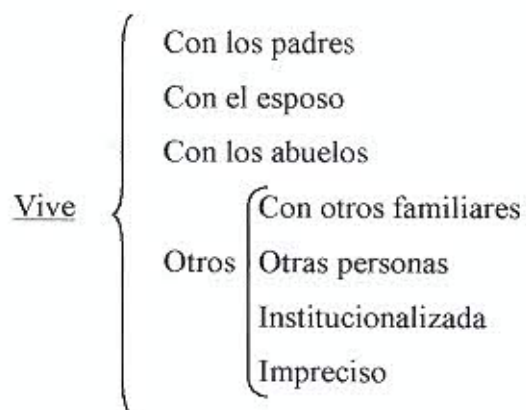 Con los padres
Con el esposo
Con los abuelos
Vive
Con otros familiares
Otros Otras personas
Institucionalizada
Impreciso